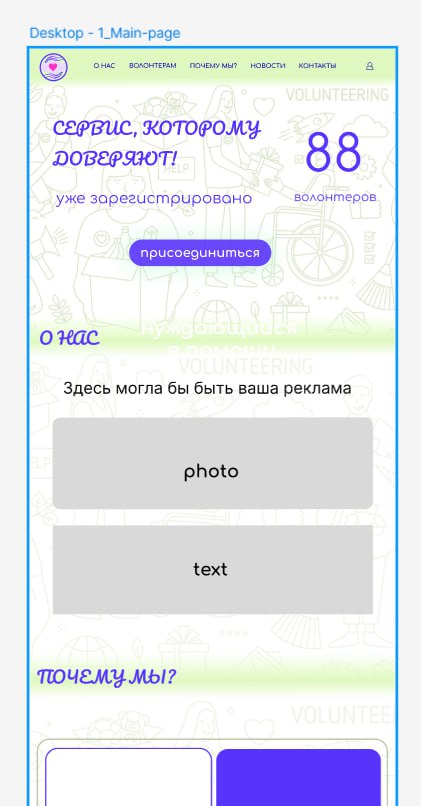 Desktop - 1_Main-page
О НАС ВОЛОНТЕРАМ ПОЧЕМУ МЫ? НОВОСТИ КОНТАКТЫ
VOLUNTEERING
СЕРВИС, КОТОРОМУ
ДОВЕРЯЮТ!
88
HELP
уже зарегистрировано
волонтеров
присоединиться
нуждающийся
в помощи
О НАС
VOLUNTEERING
Здесь могла бы быть ваша реклама
photo
text
ПОЧЕМУ МЫ?
VOLUNTEE